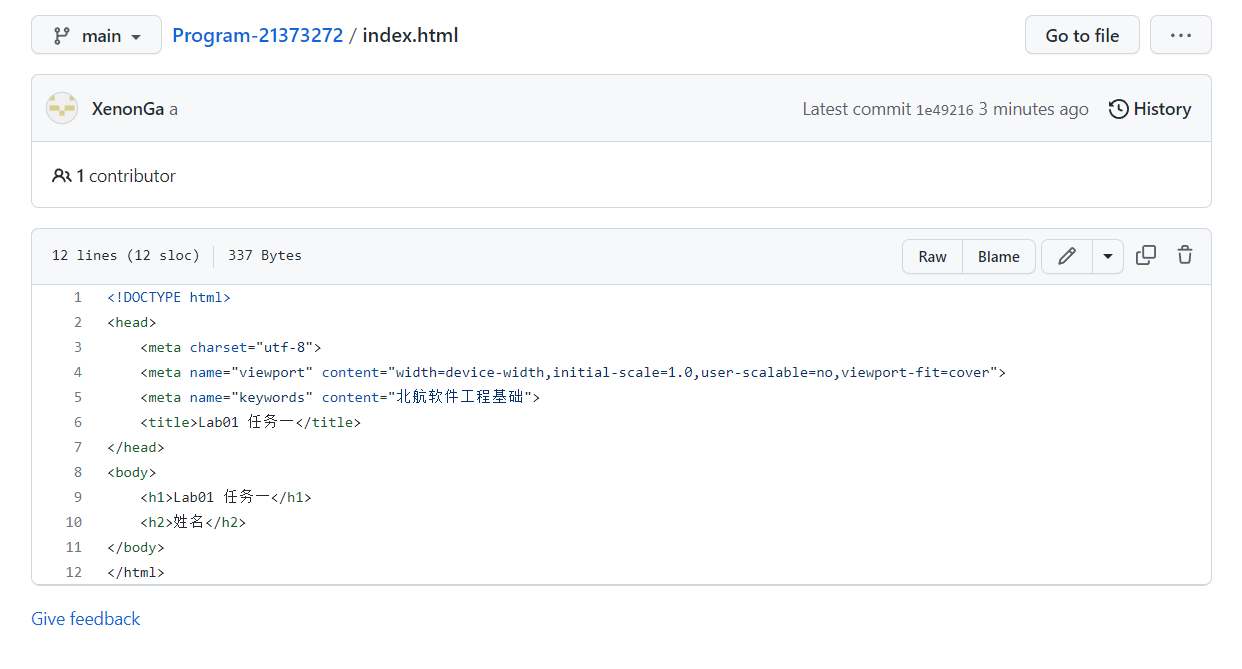 main Program-21373272 / index.html Go to file ...
XenonGa a Latest commit 1e49216 3 minutes ago History
1 contributor
12 lines (12 sloc) 337 Bytes Raw Blame
1 <!DOCTYPE html>
2 <head>
3 <meta charset="utf-8">
4 <meta name="viewport" content="width=device-width,initial-scale=1.0,user-scalable=no,viewport-fit=cover">
5 <meta name="keywords" content="北航软件工程基础">
6 <title>Lab01 任务一</title>
7 </head>
8 <body>
9 <h1>Lab01 任务一</h1>
10 <h2>姓名</h2>
11 </body>
12 </html>
Give feedback